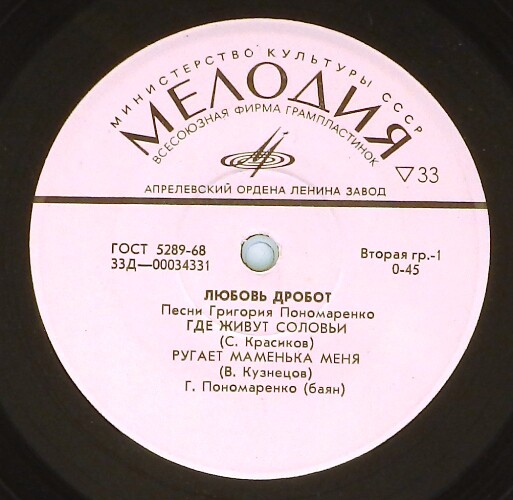 МИНИСТЕРСТВО КУЛЬТУРЫ СССР
МЕЛОДИЯ
ВСЕСОЮЗНАЯ ФИРМА ГРАМПЛАСТИНОК
▽33
АПРЕЛЕВСКИЙ ОРДЕНА ЛЕНИНА ЗАВОД
ГОСТ 5289-68
33Д—00034331
Вторая гр.-1
0-45
ЛЮБОВЬ ДРОБОТ
Песни Григория Пономаренко
ГДЕ ЖИВУТ СОЛОВЬИ
(С. Красиков)
РУГАЕТ МАМЕНЬКА МЕНЯ
(В. Кузнецов)
Г. Пономаренко (баян)